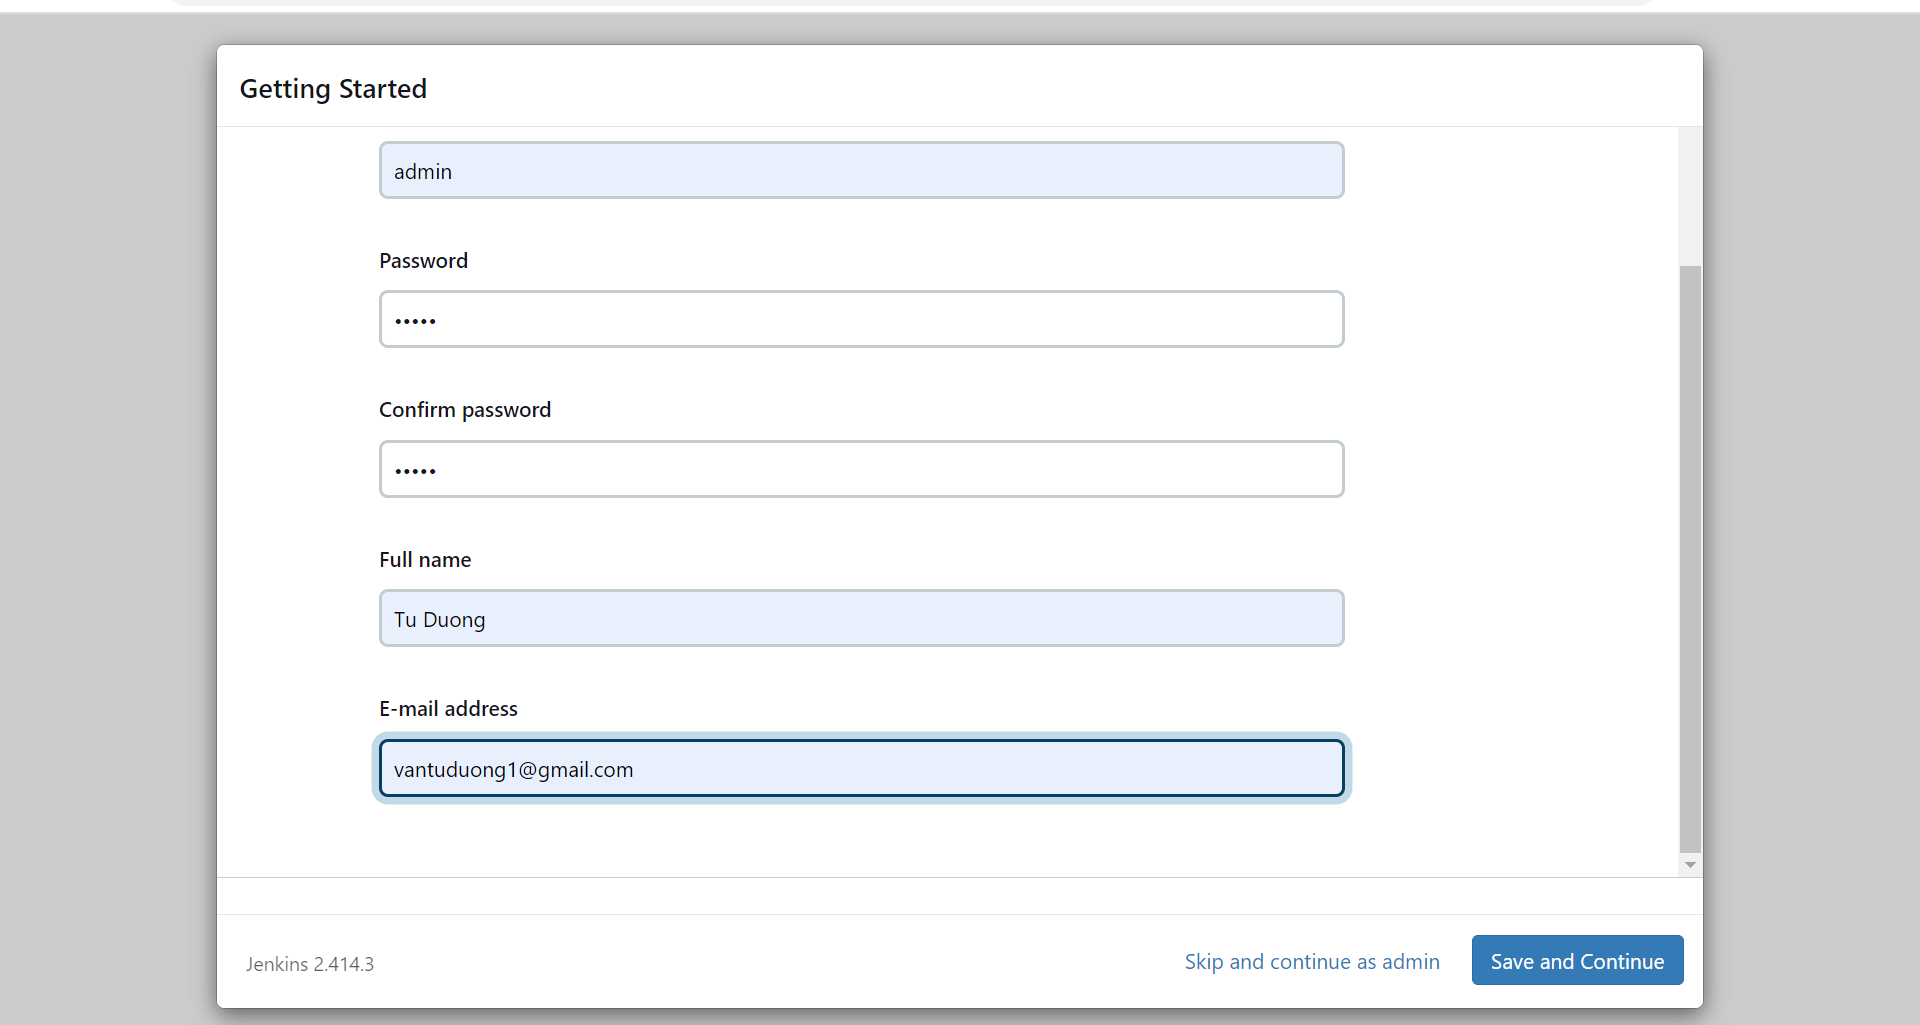 Getting Started
admin
Password
•••••
Confirm password
•••••
Full name
Tu Duong
E-mail address
vantuduong1@gmail.com
Jenkins 2.414.3
Skip and continue as admin
Save and Continue